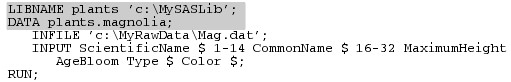 LIBNAME plants ’c:\MySASLib’;
DATA plants.magnolia;
INFILE ’c:\MyRawData\Mag.dat’;
INPUT ScientificName $ 1-14 CommonName $ 16-32 MaximumHeight
AgeBloom Type $ Color $;
RUN;